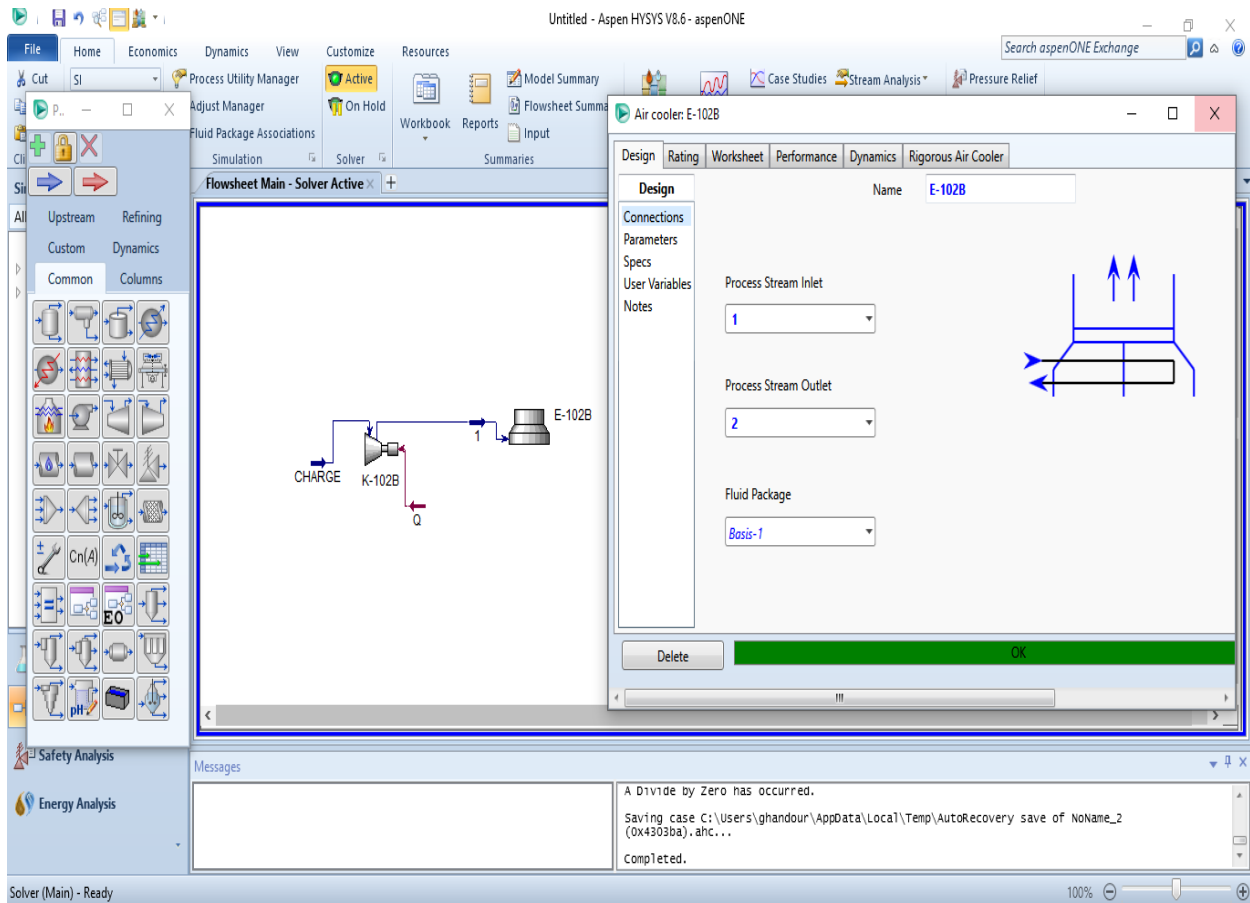 Untitled - Aspen HYSYS V8.6 - aspenONE
File Home Economics Dynamics View Customize Resources
Search aspenONE Exchange
Cut SI Process Utility Manager Active Model Summary Case Studies Stream Analysis Pressure Relief
Adjust Manager On Hold Flowsheet Summa
Fluid Package Associations Workbook Reports Input
Simulation Solver Summaries
P..
Flowsheet Main - Solver Active
All
Upstream Refining
Custom Dynamics
Common Columns
Cn(A)
EO
pH
CHARGE
K-102B
Q
1
E-102B
Air cooler: E-102B
Design Rating Worksheet Performance Dynamics Rigorous Air Cooler
Design
Connections
Parameters
Specs
User Variables
Notes
Name E-102B
Process Stream Inlet
1
Process Stream Outlet
2
Fluid Package
Basis-1
Delete OK
Safety Analysis
Energy Analysis
Messages
A Divide by Zero has occurred.
Saving case C:\Users\ghandour\AppData\Local\Temp\AutoRecovery save of NoName_2
(0x4303ba).ahc...
Completed.
Solver (Main) - Ready
100%